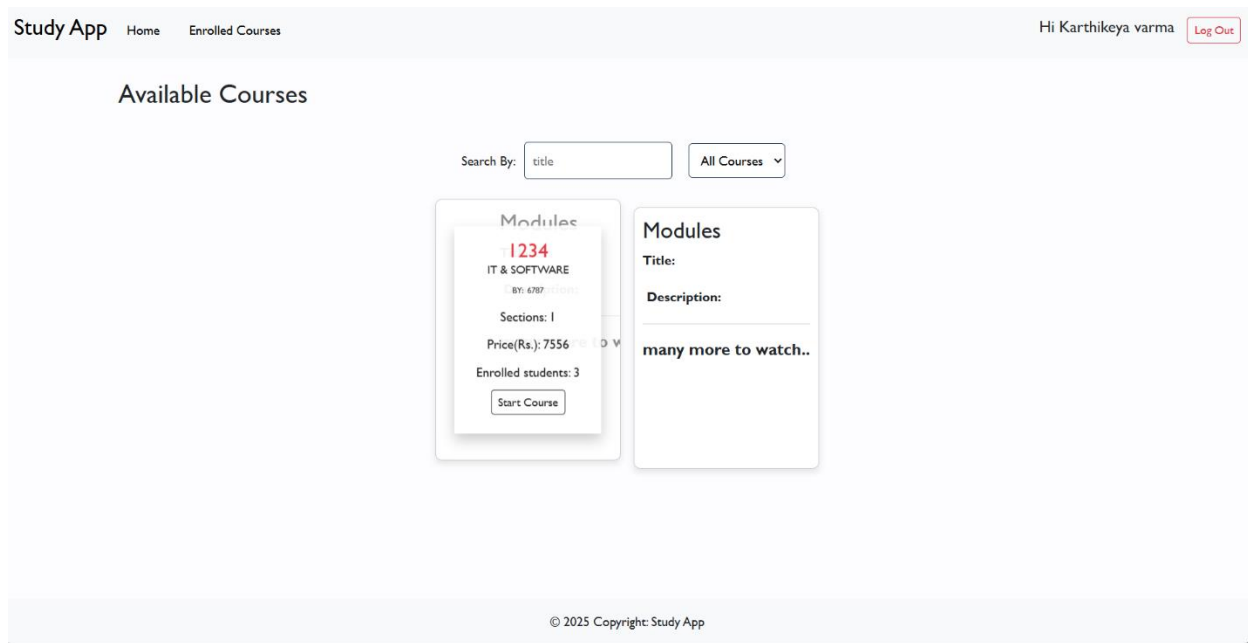 Study App Home Enrolled Courses Hi Karthikeya varma Log Out
Available Courses
Search By: title All Courses
Modules
1234
IT & SOFTWARE
BY: 6787
Sections: 1
Price(Rs.): 7556
Enrolled students: 3
Start Course
Modules
Title:
Description:
many more to watch..
© 2025 Copyright: Study App